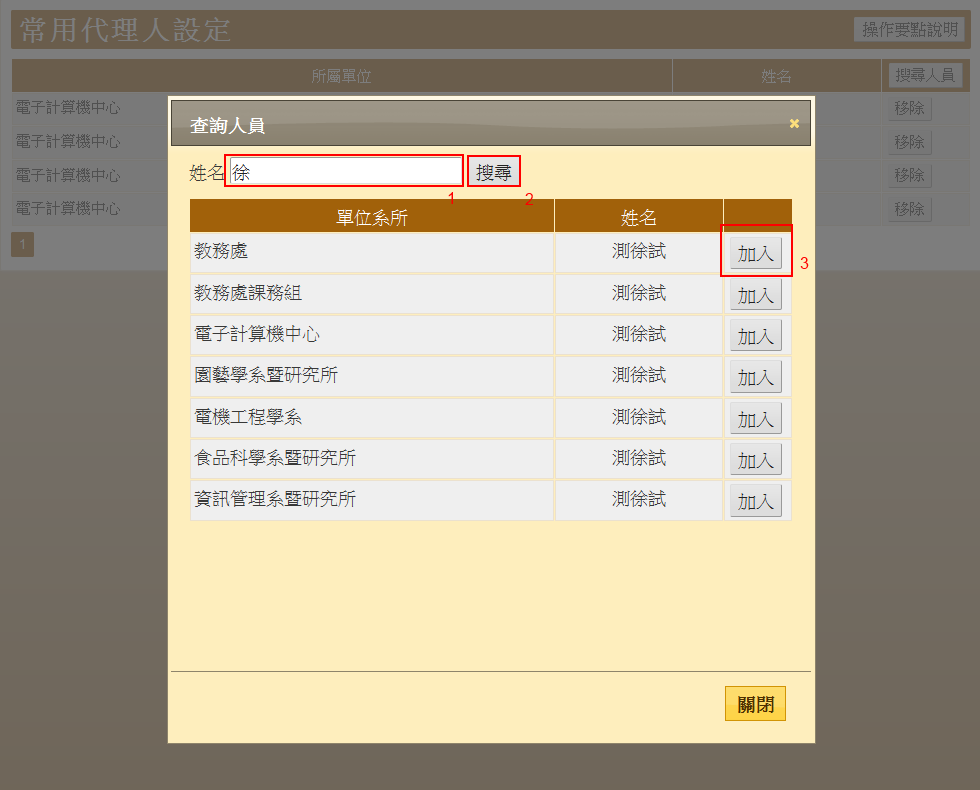 常用代理人設定 操作要點說明
所屬單位 姓名 搜尋人員
電子計算機中心 移除
電子計算機中心 移除
電子計算機中心 移除
電子計算機中心 移除
1
查詢人員 ×
姓名 徐 搜尋
1 2
單位系所 姓名
教務處 測徐試 加入 3
教務處課務組 測徐試 加入
電子計算機中心 測徐試 加入
園藝學系暨研究所 測徐試 加入
電機工程學系 測徐試 加入
食品科學系暨研究所 測徐試 加入
資訊管理系暨研究所 測徐試 加入
關閉